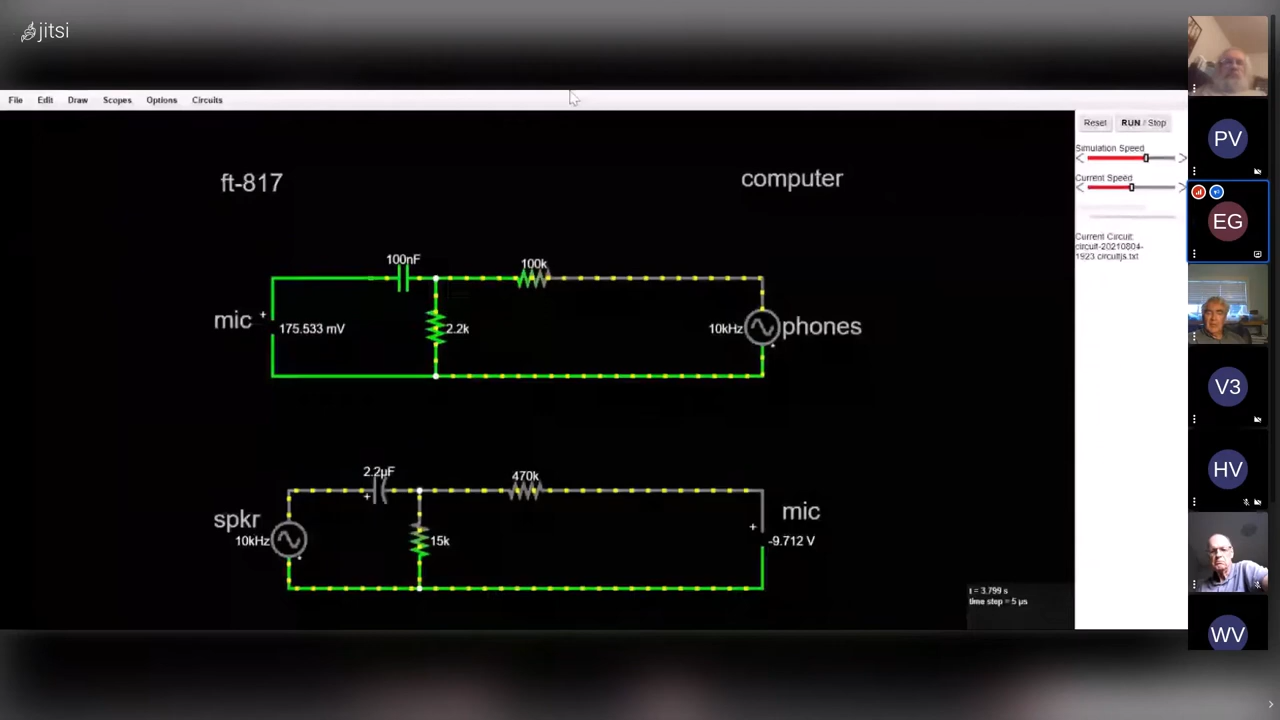 jitsi
File Edit Draw Scopes Options Circuits
Reset RUN / Stop
Simulation Speed
Current Speed
Current Circuit:
circuit-20210804-
1923.circuitjs.txt
ft-817
computer
100nF
100k
mic
+
175.533 mV
2.2k
10kHz
phones
2.2µF
+
470k
spkr
10kHz
15k
mic
+
-9.712 V
t = 3.799 s
time step = 5 µs
PV
EG
V3
HV
WV